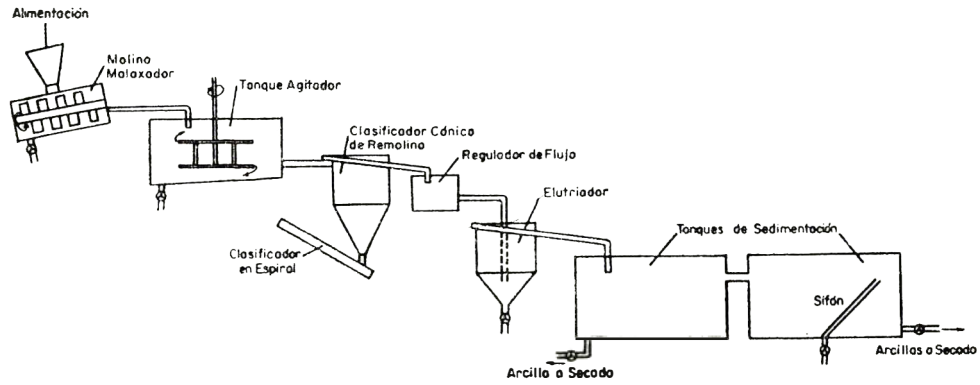 Alimentación
Molino
Malaxador
Tanque Agitador
Clasificador Cónico
de Remolino
Regulador de Flujo
Elutriador
Clasificador
en Espiral
Tanques de Sedimentación
Sifón
Arcillas a Secado
Arcilla a Secado